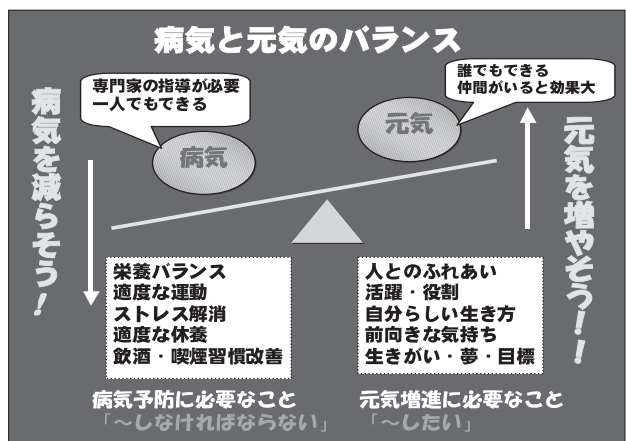 病気と元気のバランス
専門家の指導が必要
一人でもできる
誰でもできる
仲間がいると効果大
病気
元気
病気を減らそう！
元気を増やそう！！
栄養バランス
適度な運動
ストレス解消
適度な休養
飲酒・喫煙習慣改善
人とのふれあい
活躍・役割
自分らしい生き方
前向きな気持ち
生きがい・夢・目標
病気予防に必要なこと
「〜しなければならない」
元気増進に必要なこと
「〜したい」